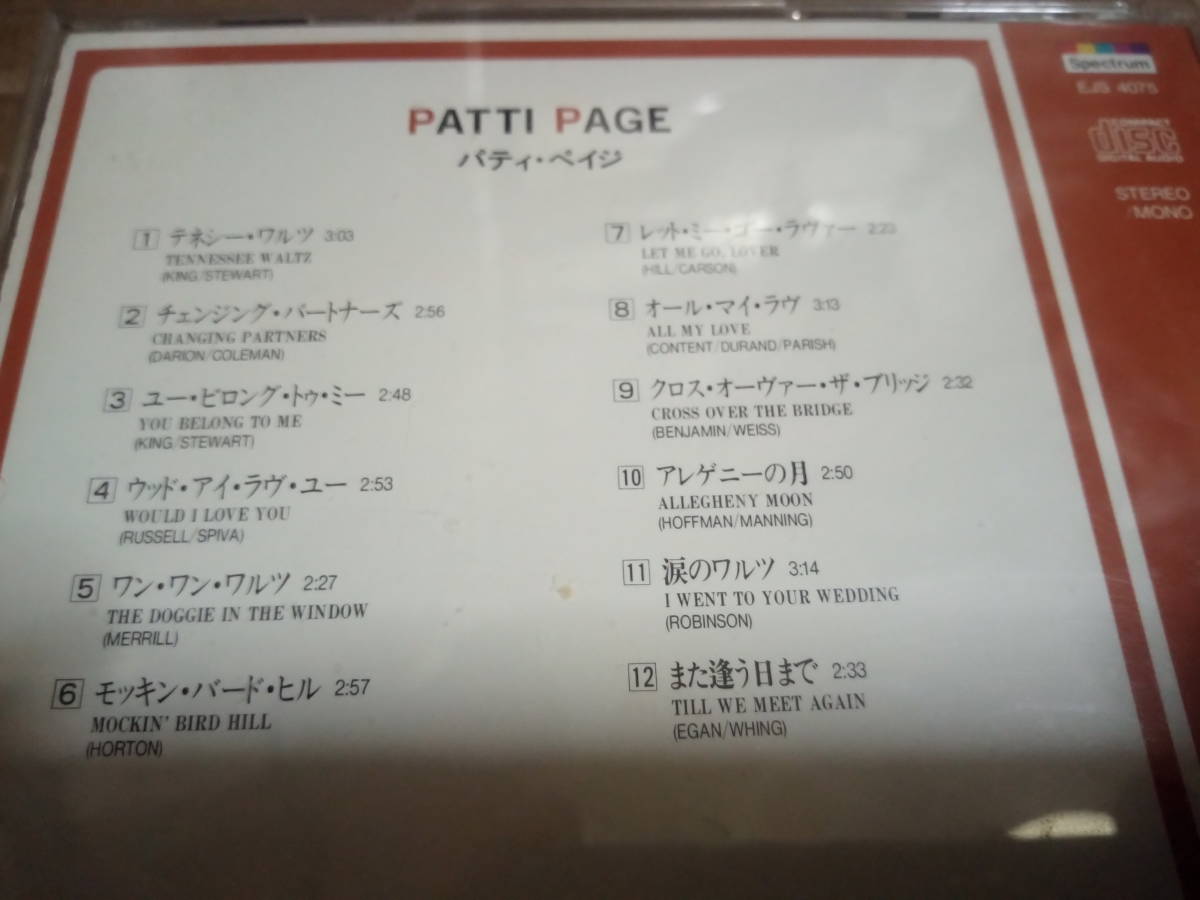 PATTI PAGE
パティ・ペイジ
1 テネシー・ワルツ 3:03
TENNESSEE WALTZ
(KING/STEWART)
2 チェンジング・パートナーズ 2:56
CHANGING PARTNERS
(DARION/COLEMAN)
3 ユー・ビロング・トゥ・ミー 2:48
YOU BELONG TO ME
(KING/STEWART)
4 ウッド・アイ・ラヴ・ユー 2:53
WOULD I LOVE YOU
(RUSSELL/SPIVA)
5 ワン・ワン・ワルツ 2:27
THE DOGGIE IN THE WINDOW
(MERRILL)
6 モッキン・バード・ヒル 2:57
MOCKIN' BIRD HILL
(HORTON)
7 レット・ミー・ゴー・ラヴァー 2:23
LET ME GO, LOVER
(HILL/CARSON)
8 オール・マイ・ラヴ 3:13
ALL MY LOVE
(CONTENT/DURAND/PARISH)
9 クロス・オーヴァー・ザ・ブリッジ 2:32
CROSS OVER THE BRIDGE
(BENJAMIN/WEISS)
10 アレゲニーの月 2:50
ALLEGHENY MOON
(HOFFMAN/MANNING)
11 涙のワルツ 3:14
I WENT TO YOUR WEDDING
(ROBINSON)
12 また逢う日まで 2:33
TILL WE MEET AGAIN
(EGAN/WHING)
Spectrum
EJS 4075
COMPACT
disc
DIGITAL AUDIO
STEREO
/MONO